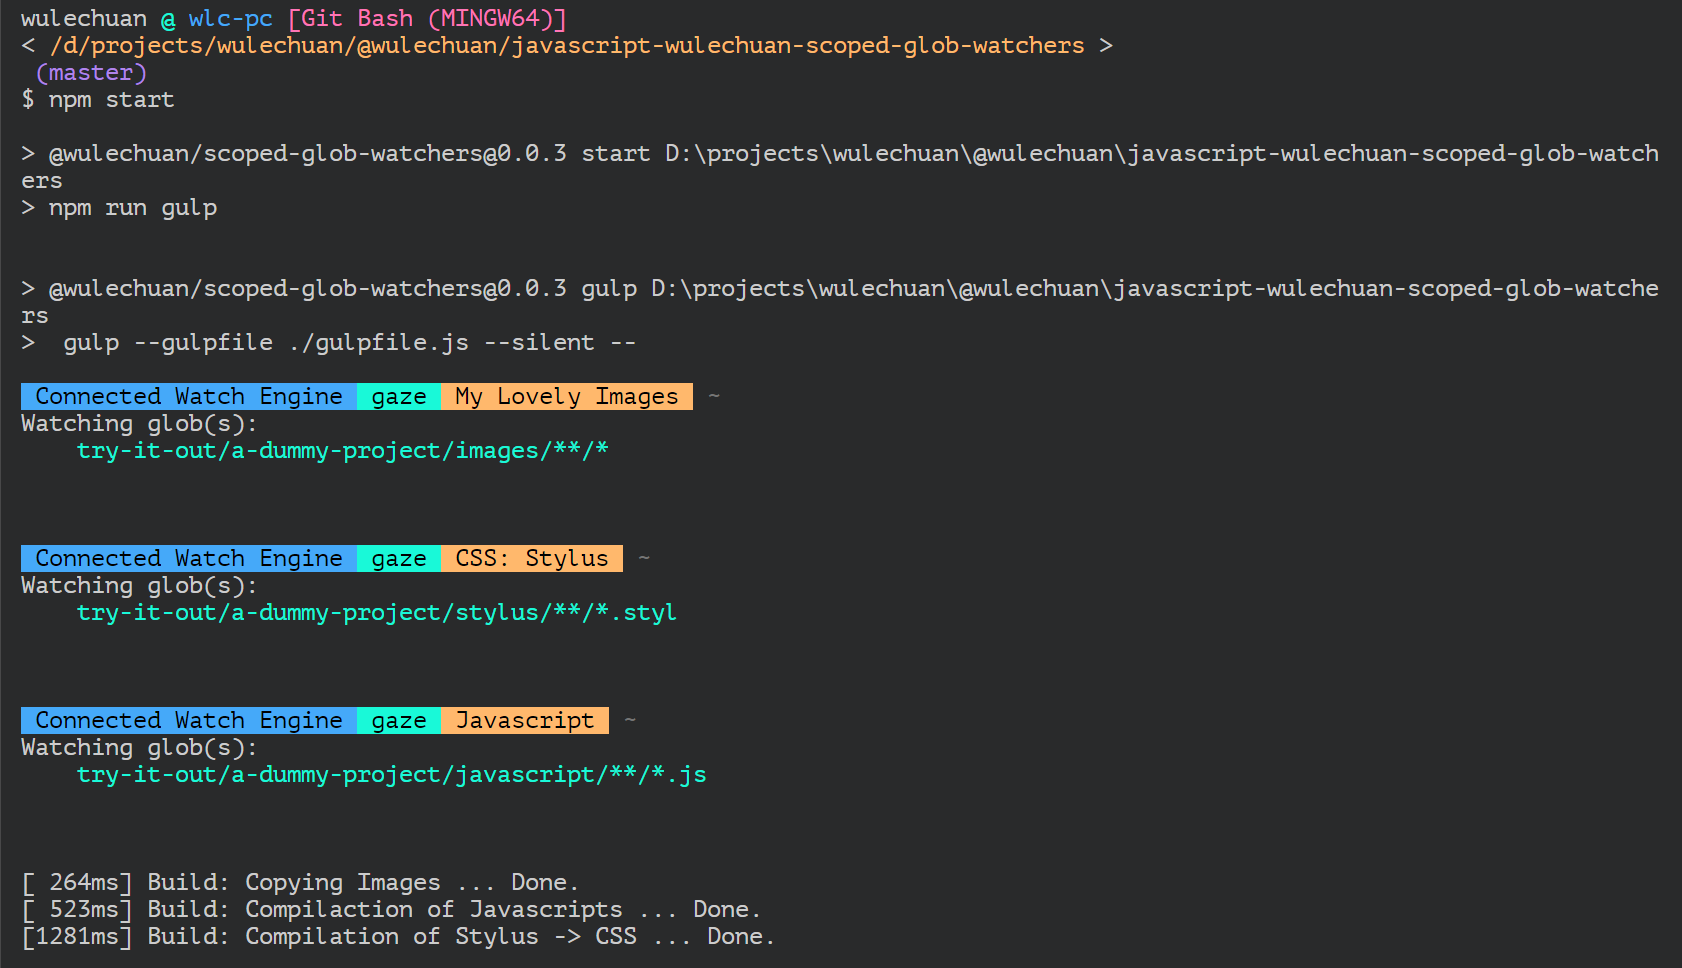 wulechuan @ wlc-pc [Git Bash (MINGW64)]
< /d/projects/wulechuan/@wulechuan/javascript-wulechuan-scoped-glob-watchers >
(master)
$ npm start
> @wulechuan/scoped-glob-watchers@0.0.3 start D:\projects\wulechuan\@wulechuan\javascript-wulechuan-scoped-glob-watch
ers
> npm run gulp
> @wulechuan/scoped-glob-watchers@0.0.3 gulp D:\projects\wulechuan\@wulechuan\javascript-wulechuan-scoped-glob-watche
rs
>  gulp --gulpfile ./gulpfile.js --silent --
Connected Watch Engine  gaze  My Lovely Images  ~
Watching glob(s):
try-it-out/a-dummy-project/images/**/*
Connected Watch Engine  gaze  CSS: Stylus  ~
Watching glob(s):
try-it-out/a-dummy-project/stylus/**/*.styl
Connected Watch Engine  gaze  Javascript  ~
Watching glob(s):
try-it-out/a-dummy-project/javascript/**/*.js
[ 264ms] Build: Copying Images ... Done.
[ 523ms] Build: Compilaction of Javascripts ... Done.
[1281ms] Build: Compilation of Stylus -> CSS ... Done.